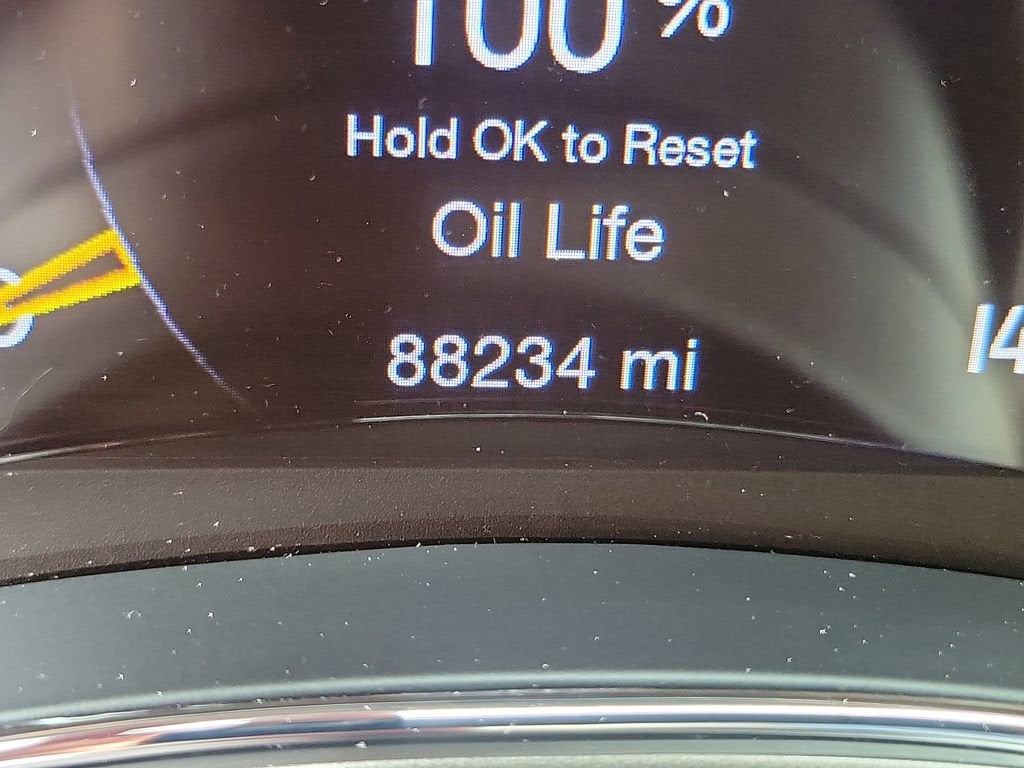 100 %
Hold OK to Reset
Oil Life
88234 mi